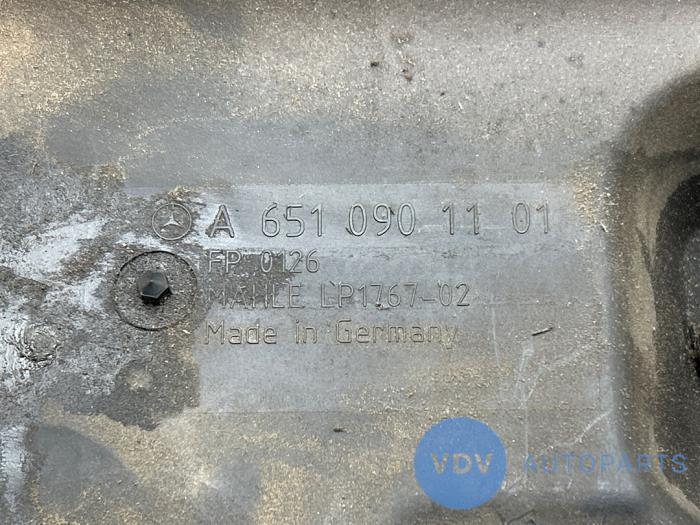 A 651 090 11 01
FP 0126
MAHLE LP1767-02
Made in Germany
VDV AUTOPARTS